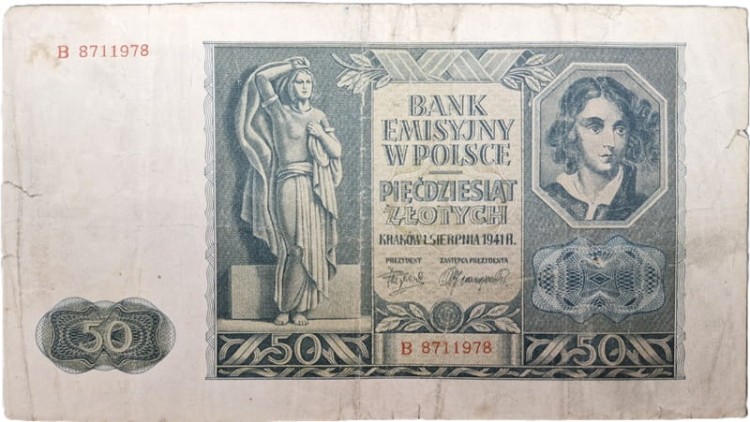 B 8711978
BANK
EMISYJNY
W POLSCE
PIĘĆDZIESIĄT
ZŁOTYCH
KRAKÓW 1. SIERPNIA 1941 R.
PREZYDENT ZASTĘPCA PREZYDENTA
50
50
B 8711978
50